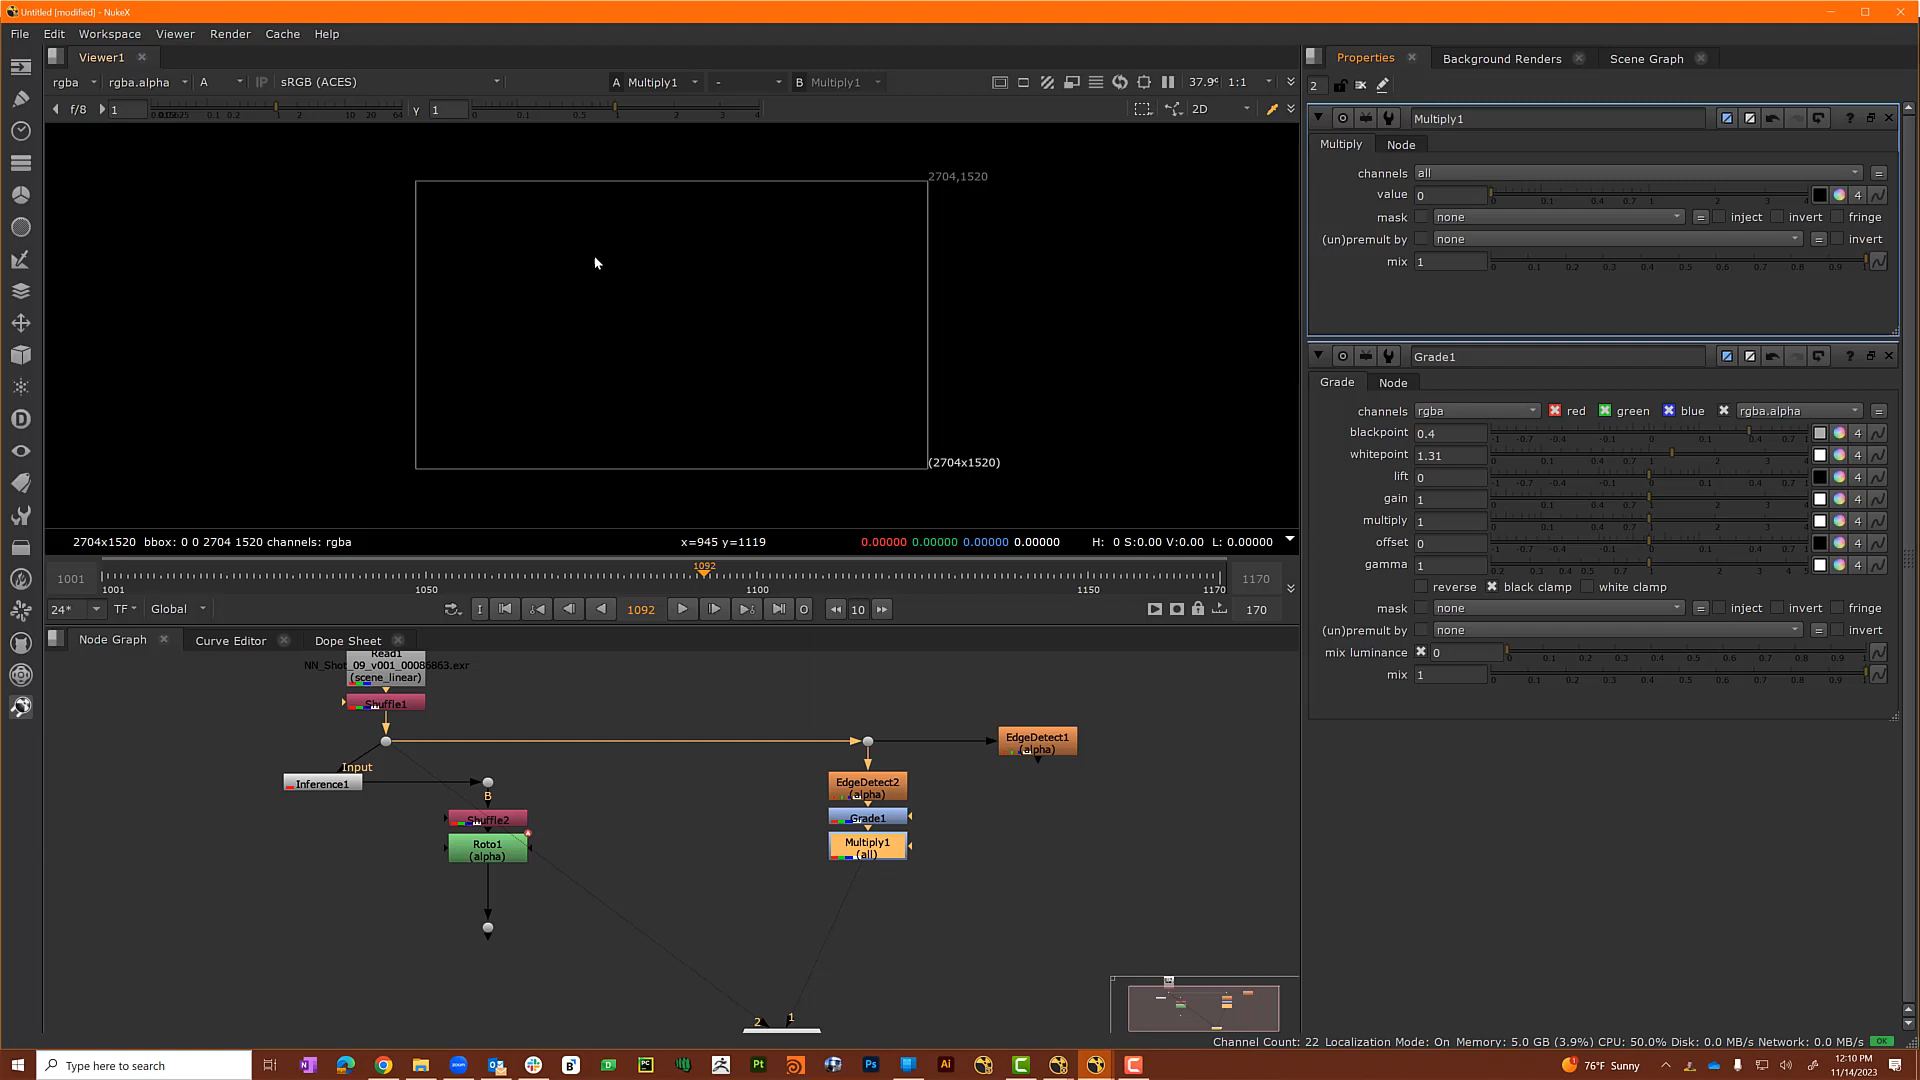 Untitled [modified] - NukeX
File Edit Workspace Viewer Render Cache Help
Viewer1
rgba rgba.alpha A IP sRGB (ACES) A Multiply1 - B Multiply1 37.9% 1:1
f/8 1 γ 1 2D
2704,1520
(2704x1520)
2704x1520 bbox: 0 0 2704 1520 channels: rgba x=945 y=1119 0.00000 0.00000 0.00000 0.00000 H: 0 S:0.00 V:0.00 L: 0.00000
1092
1001 1170
1001 1050 1100 1150 1170
24* TF Global I 1092 O 10 170
Node Graph Curve Editor Dope Sheet
Read1
NN_Shot_09_v001_00086863.exr
(scene_linear)
Shuffle1
Input
Inference1
B
Shuffle2
Roto1
(alpha)
EdgeDetect1
(alpha)
EdgeDetect2
(alpha)
Grade1
Multiply1
(all)
2 1
Properties Background Renders Scene Graph
2
Multiply1
Multiply Node
channels all
value 0
mask none inject invert fringe
(un)premult by none invert
mix 1
Grade1
Grade Node
channels rgba red green blue rgba.alpha
blackpoint 0.4
whitepoint 1.31
lift 0
gain 1
multiply 1
offset 0
gamma 1
reverse black clamp white clamp
mask none inject invert fringe
(un)premult by none invert
mix luminance 0
mix 1
Channel Count: 22 Localization Mode: On Memory: 5.0 GB (3.9%) CPU: 50.0% Disk: 0.0 MB/s Network: 0.0 MB/s OK
Type here to search
76°F Sunny
12:10 PM
11/14/2023